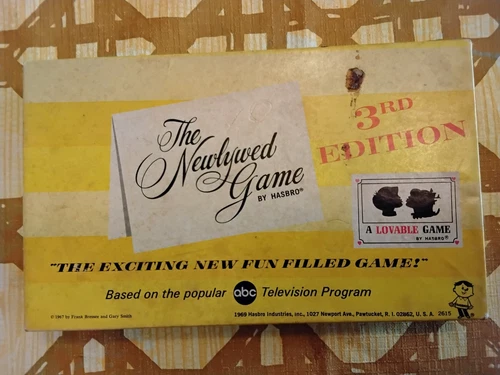 The
Newlywed
Game
BY HASBRO®
3RD
EDITION
A LOVABLE GAME
BY HASBRO®
"THE EXCITING NEW FUN FILLED GAME!"
Based on the popular abc Television Program
©1967 by Frank Bresee and Gary
1969 Hasbro Industries, Inc., 1027 Newport Ave., Pawtucket, R. I. 02862, U. S. A. 2615